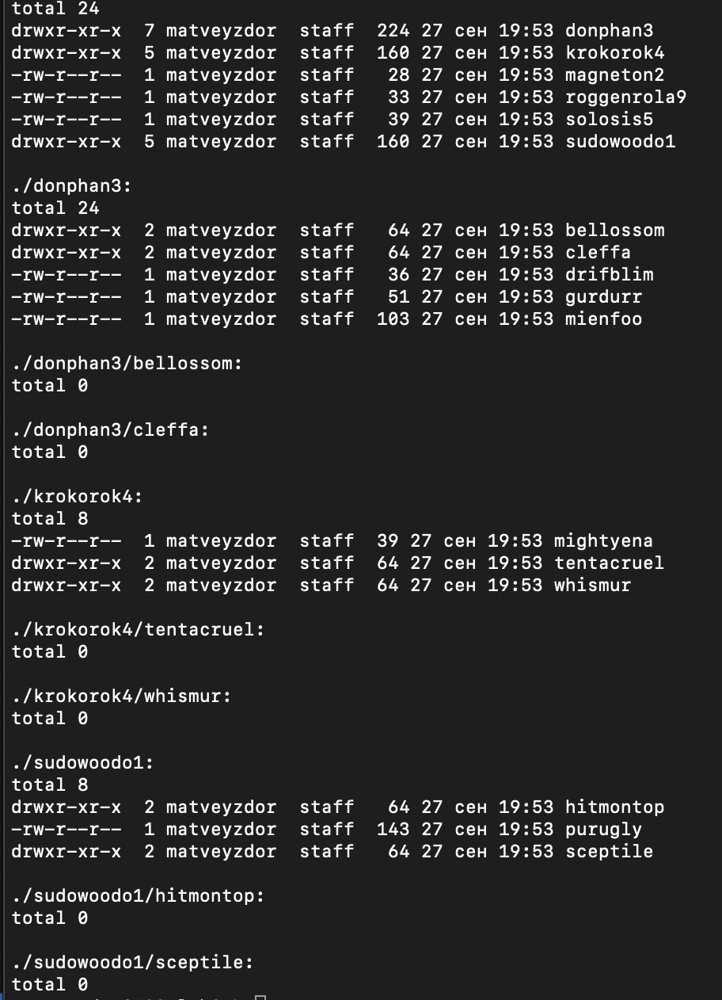 total 24
drwxr-xr-x  7 matveyzdor  staff  224 27 сен 19:53 donphan3
drwxr-xr-x  5 matveyzdor  staff  160 27 сен 19:53 krokorok4
-rw-r--r--  1 matveyzdor  staff   28 27 сен 19:53 magneton2
-rw-r--r--  1 matveyzdor  staff   33 27 сен 19:53 roggenrola9
-rw-r--r--  1 matveyzdor  staff   39 27 сен 19:53 solosis5
drwxr-xr-x  5 matveyzdor  staff  160 27 сен 19:53 sudowoodo1

./donphan3:
total 24
drwxr-xr-x  2 matveyzdor  staff   64 27 сен 19:53 bellossom
drwxr-xr-x  2 matveyzdor  staff   64 27 сен 19:53 cleffa
-rw-r--r--  1 matveyzdor  staff   36 27 сен 19:53 drifblim
-rw-r--r--  1 matveyzdor  staff   51 27 сен 19:53 gurdurr
-rw-r--r--  1 matveyzdor  staff  103 27 сен 19:53 mienfoo

./donphan3/bellossom:
total 0

./donphan3/cleffa:
total 0

./krokorok4:
total 8
-rw-r--r--  1 matveyzdor  staff  39 27 сен 19:53 mightyena
drwxr-xr-x  2 matveyzdor  staff  64 27 сен 19:53 tentacruel
drwxr-xr-x  2 matveyzdor  staff  64 27 сен 19:53 whismur

./krokorok4/tentacruel:
total 0

./krokorok4/whismur:
total 0

./sudowoodo1:
total 8
drwxr-xr-x  2 matveyzdor  staff   64 27 сен 19:53 hitmontop
-rw-r--r--  1 matveyzdor  staff  143 27 сен 19:53 purugly
drwxr-xr-x  2 matveyzdor  staff   64 27 сен 19:53 sceptile

./sudowoodo1/hitmontop:
total 0

./sudowoodo1/sceptile:
total 0